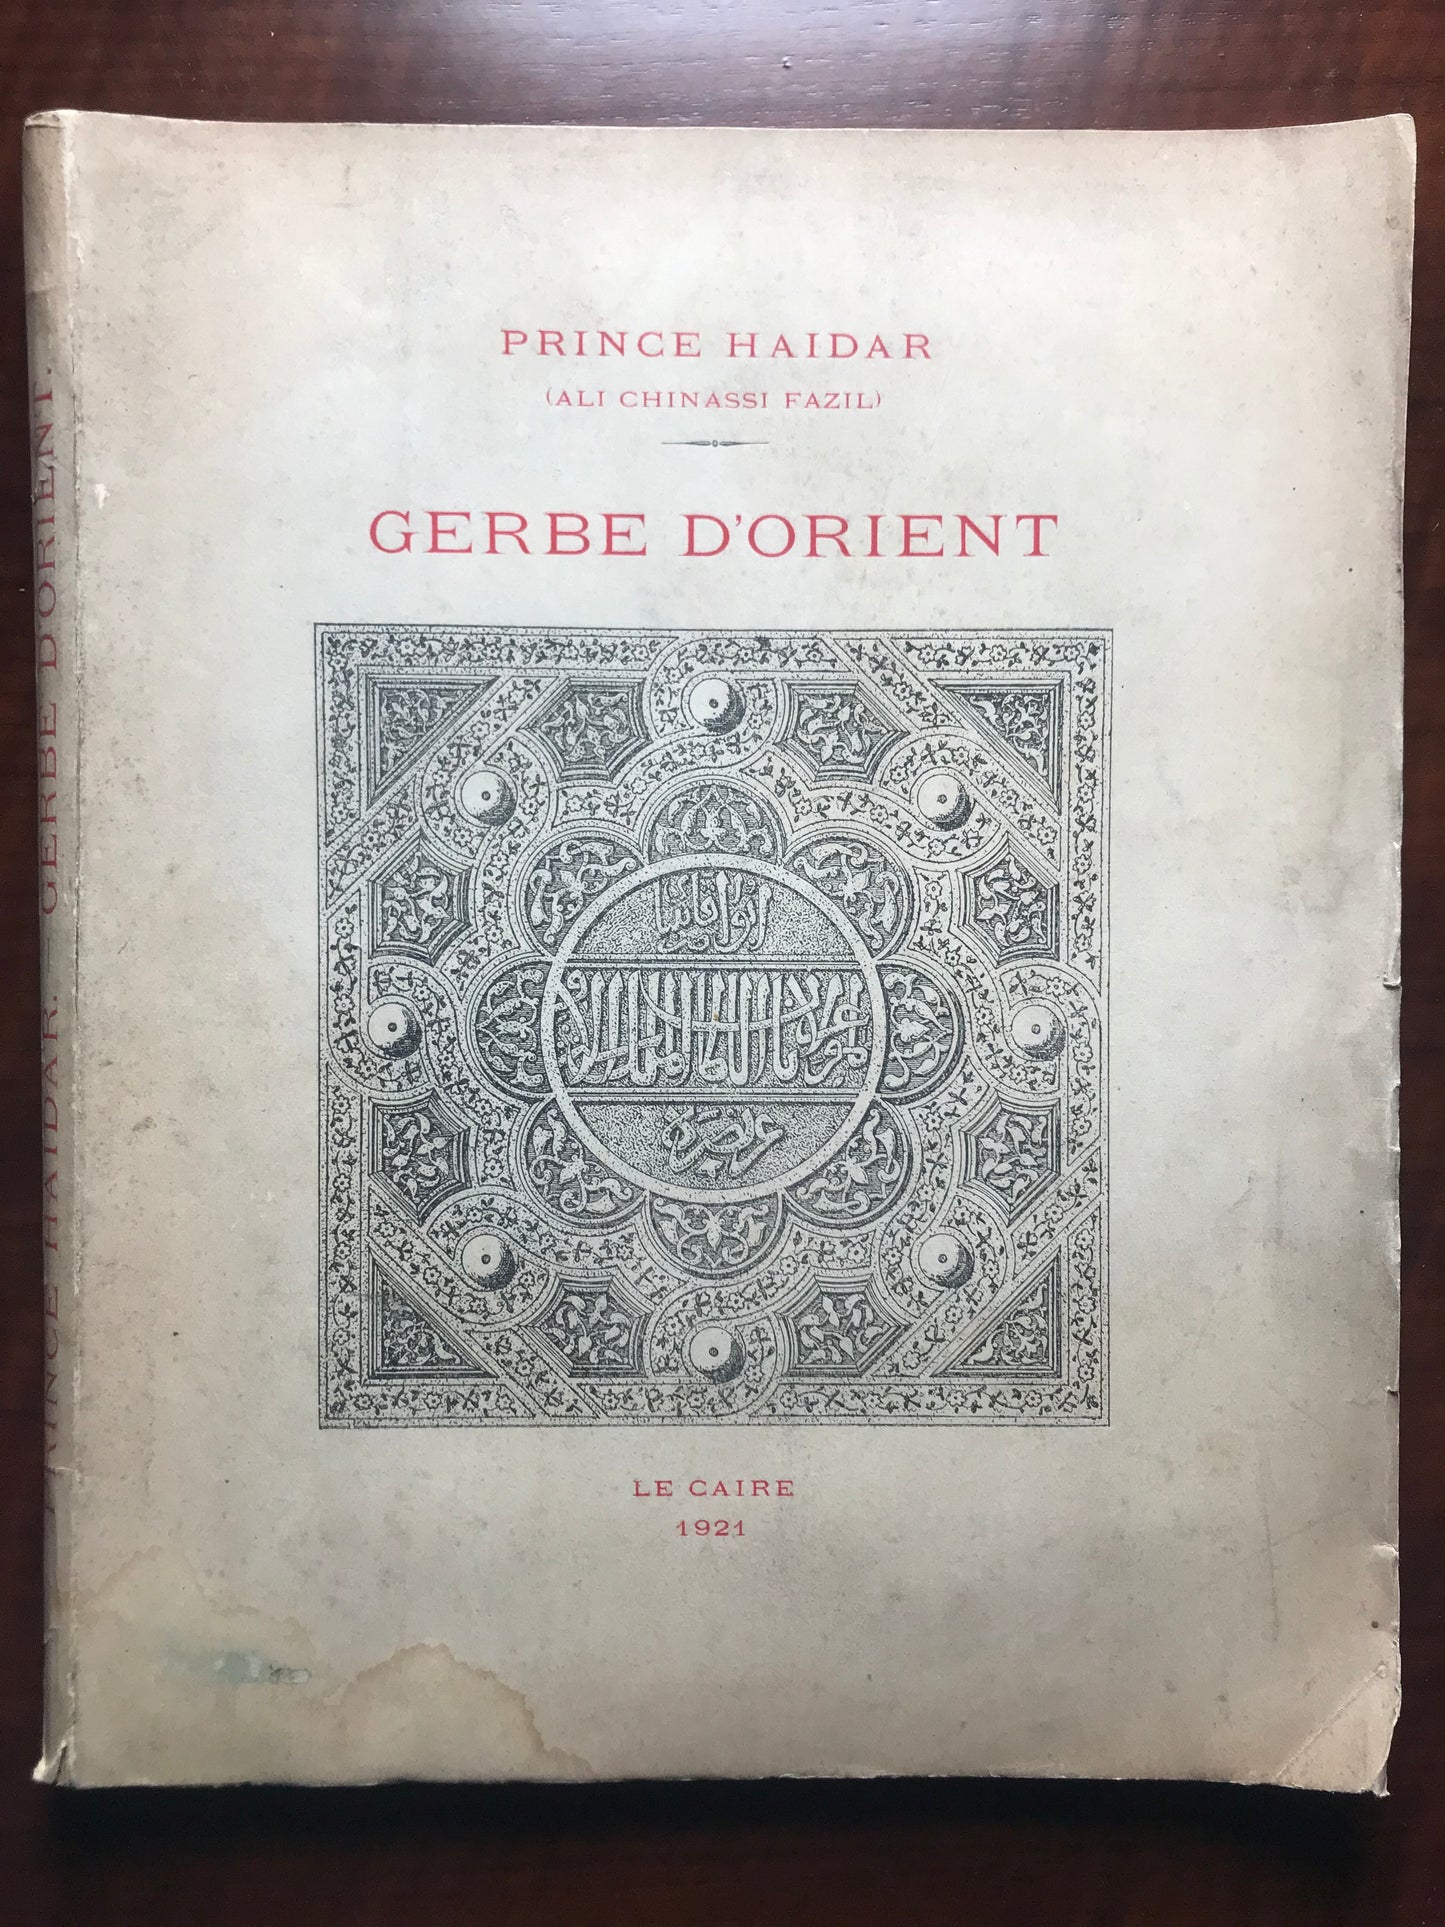 PRINCE HAIDAR
(ALI CHINASSI FAZIL)
GERBE D'ORIENT
LE CAIRE
1921
PRINCE HAIDAR. — GERBE D'ORIENT.